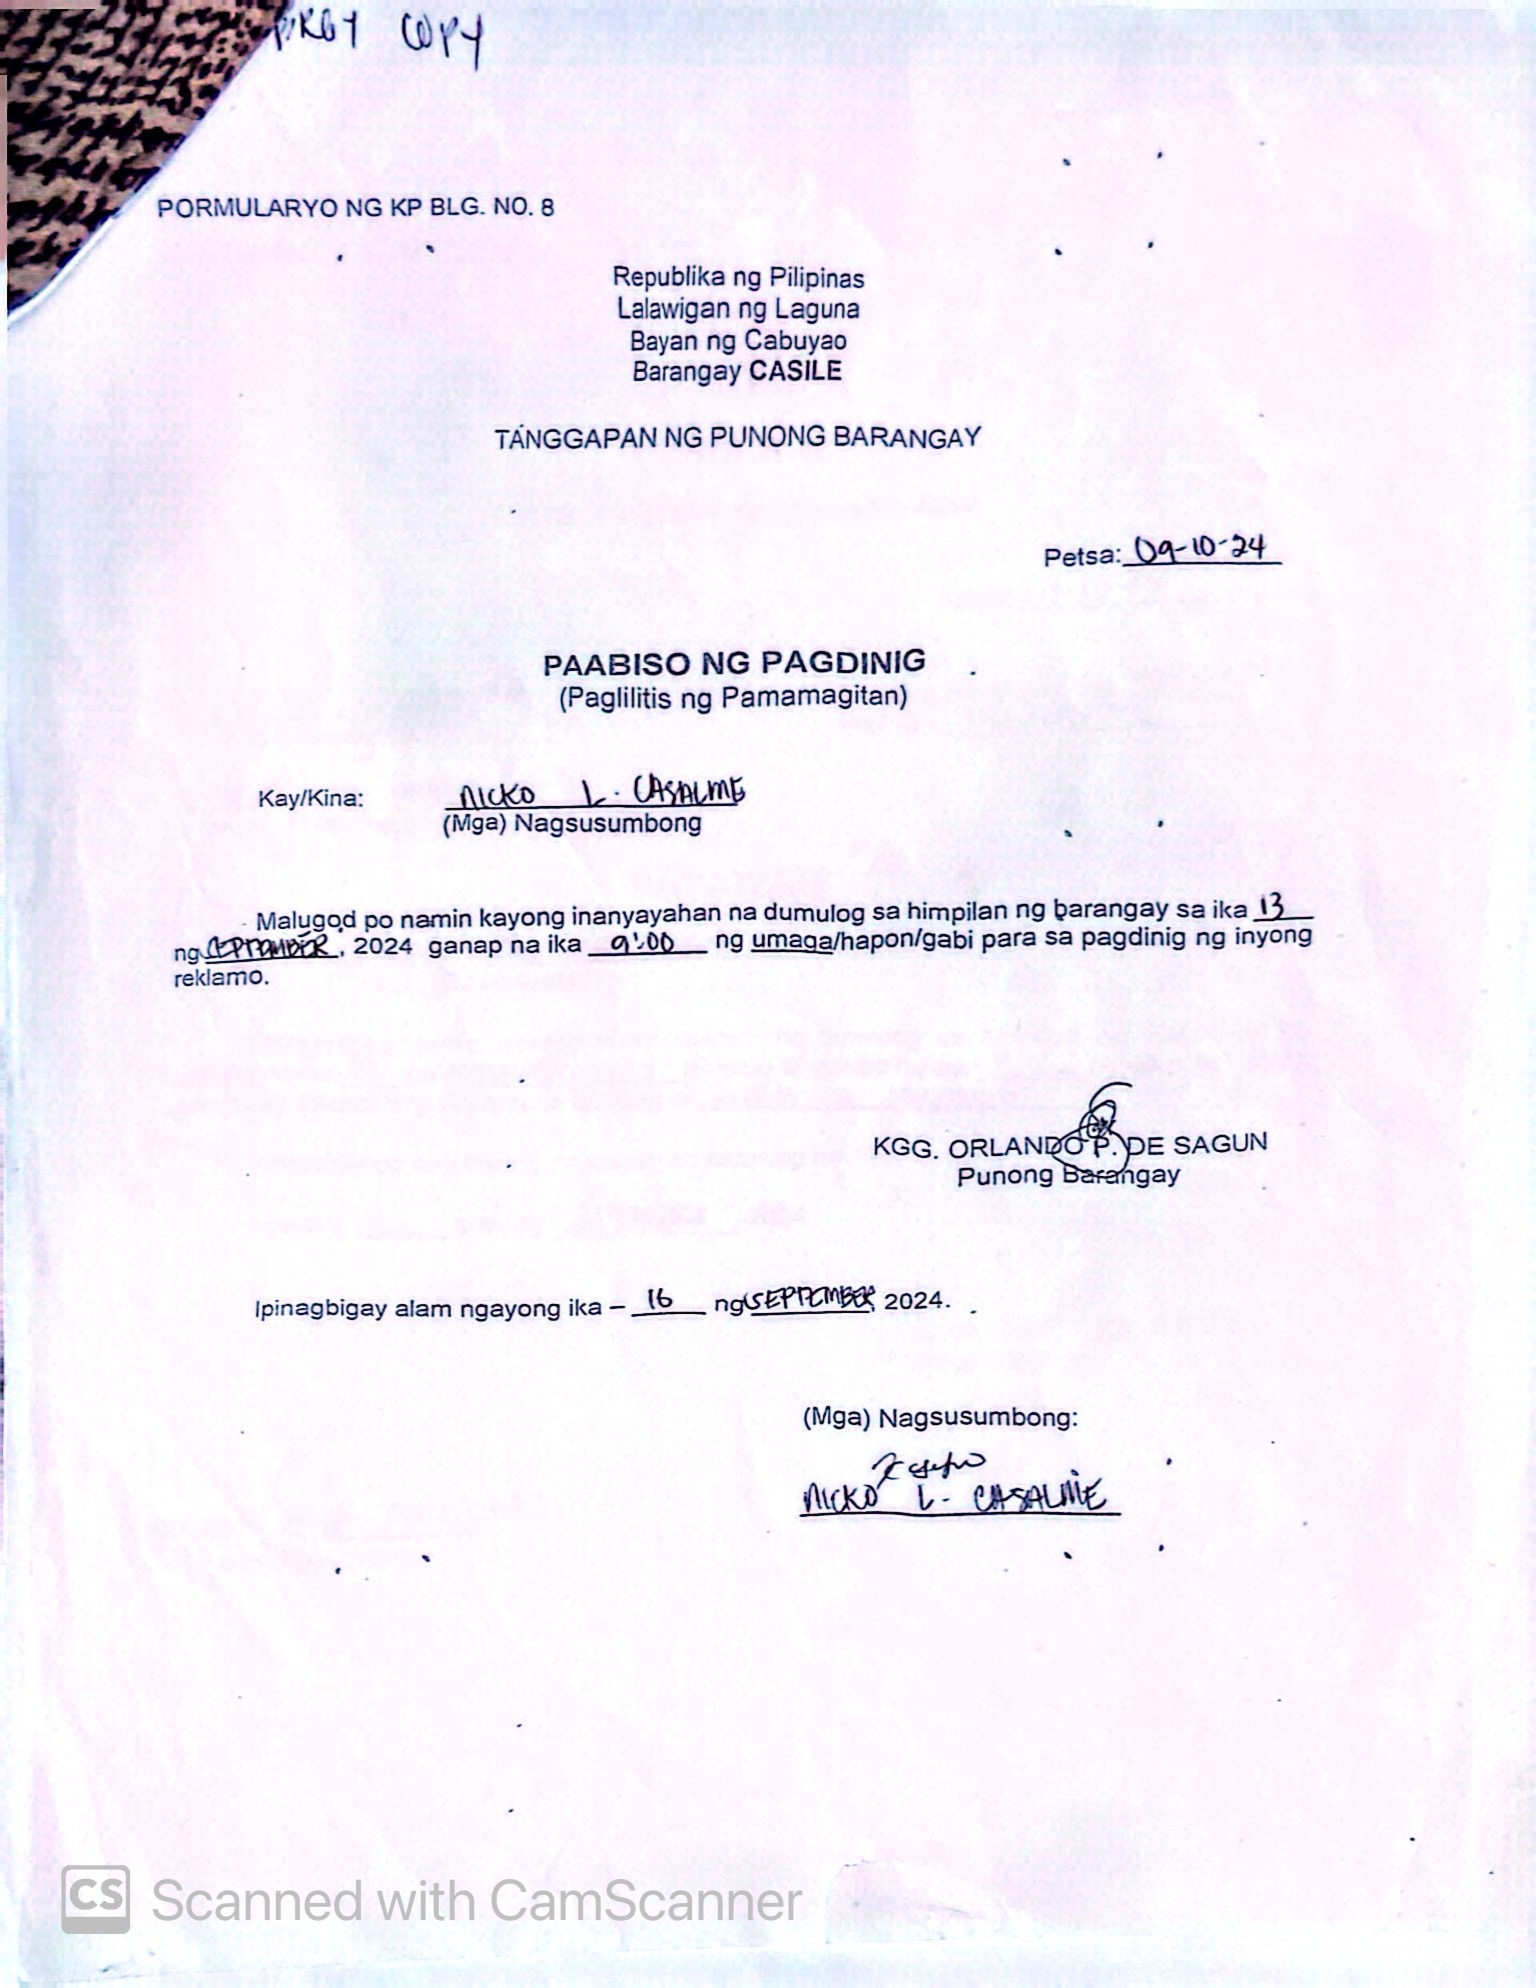 BRGY COPY
PORMULARYO NG KP BLG. NO. 8
Republika ng Pilipinas
Lalawigan ng Laguna
Bayan ng Cabuyao
Barangay CASILE
TANGGAPAN NG PUNONG BARANGAY
Petsa: 09-10-24
PAABISO NG PAGDINIG
(Paglilitis ng Pamamagitan)
Kay/Kina: NICKO L. CASALME
(Mga) Nagsusumbong
Malugod po namin kayong inanyayahan na dumulog sa himpilan ng barangay sa ika 13
ng SEPTEMBER, 2024 ganap na ika 9:00 ng umaga/hapon/gabi para sa pagdinig ng inyong
reklamo.
KGG. ORLANDO P. DE SAGUN
Punong Barangay
Ipinagbigay alam ngayong ika – 16 ng SEPTEMBER, 2024.
(Mga) Nagsusumbong:
NICKO L. CASALME
CS Scanned with CamScanner